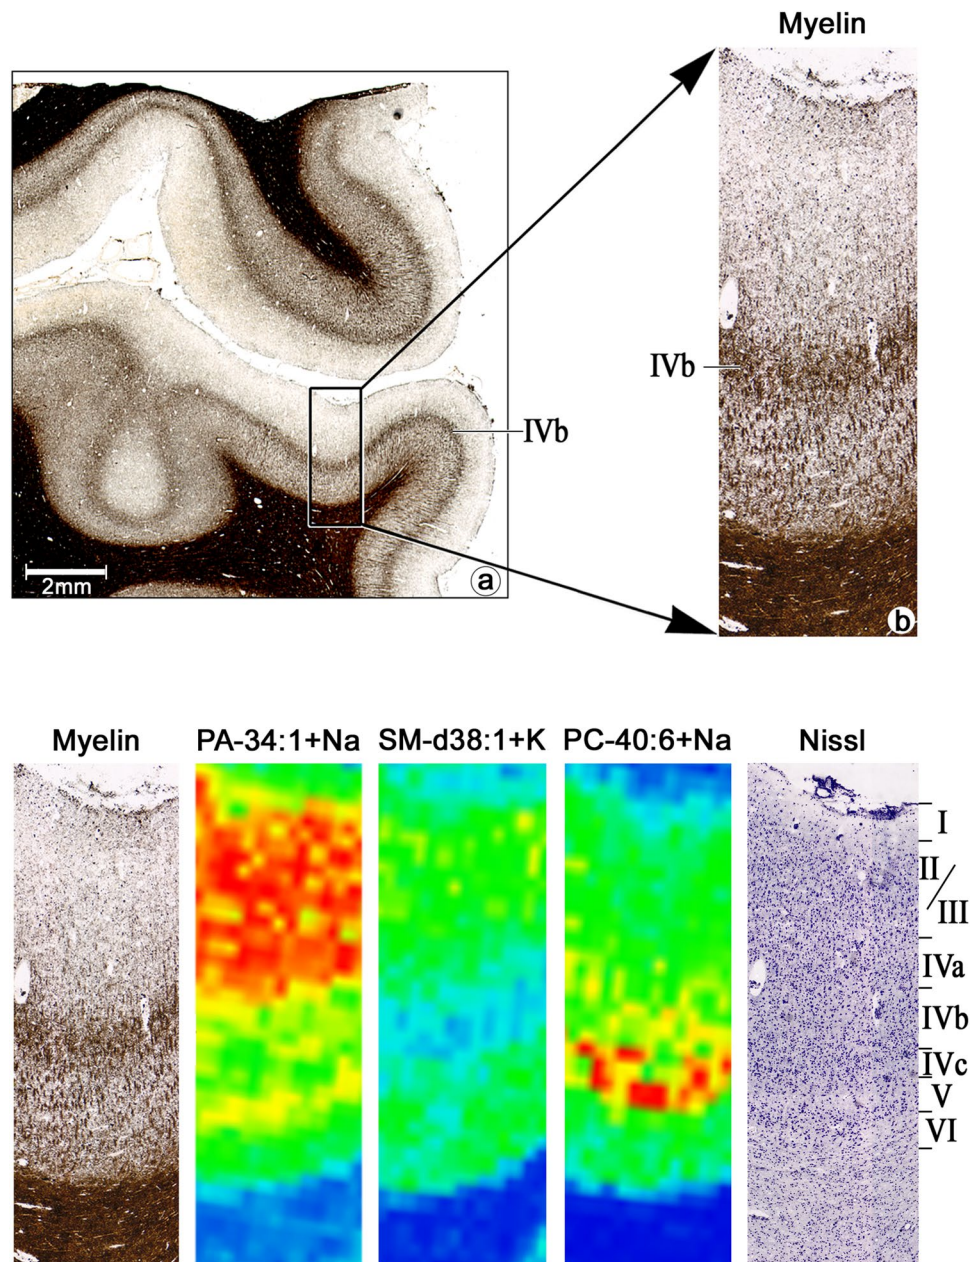 Myelin
IVb
IVb
2mm
a
b
Myelin
PA-34:1+Na
SM-d38:1+K
PC-40:6+Na
Nissl
I
II/III
IVa
IVb
IVc
V
VI